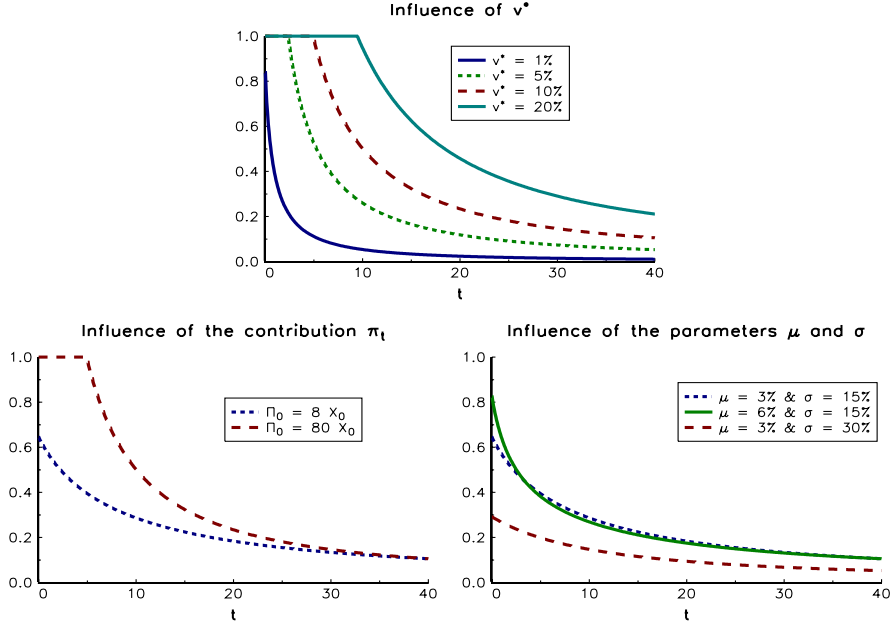 Influence of v*
1.0
0.8
0.6
0.4
0.2
0.0
0 10 20 30 40
t
v* = 1%
v* = 5%
v* = 10%
v* = 20%
Influence of the contribution π_t
1.0
0.8
0.6
0.4
0.2
0.0
0 10 20 30 40
t
Π_0 = 8 X_0
Π_0 = 80 X_0
Influence of the parameters μ and σ
1.0
0.8
0.6
0.4
0.2
0.0
0 10 20 30 40
t
μ = 3% & σ = 15%
μ = 6% & σ = 15%
μ = 3% & σ = 30%